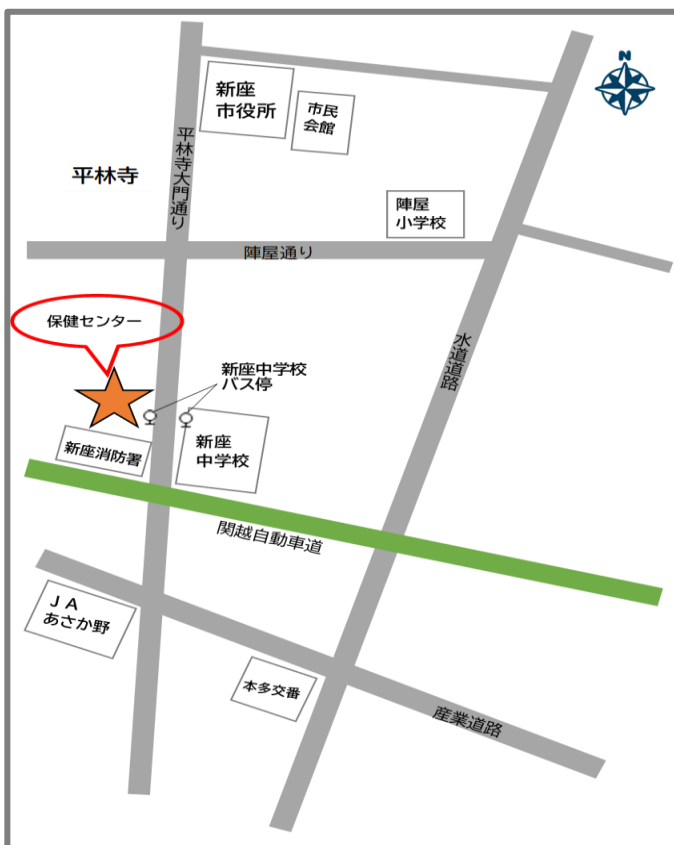 N
新座
市役所
市民
会館
平林寺大門通り
平林寺
陣屋
小学校
陣屋通り
保健センター
水道道路
新座中学校
バス停
新座消防署
新座
中学校
関越自動車道
ＪＡ
あさか野
本多交番
産業道路